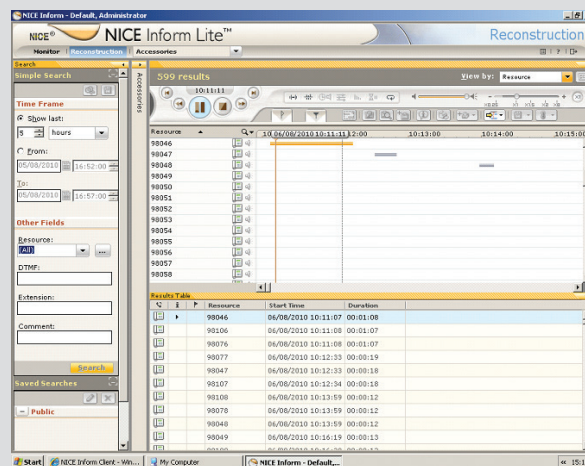 NICE Inform - Default, Administrator
NICE® NICE Inform Lite™ Reconstruction
Monitor Reconstruction Accessories
Search
Simple Search
Accessories
599 results
View by: Resource
10:11:11
Time Frame
Show last:
hours
From:
05/08/2010 16:52:00
To:
05/08/2010 16:57:00
Other Fields
Resource:
(All)
DTMF:
Extension:
Comment:
Search
Saved Searches
Public
Resource 10 06/08/2010 10:11:11 12:00 10:13:00 10:14:00 10:15:00
98046
98047
98048
98049
98050
98051
98052
98053
98054
98055
98056
98057
98058
Results Table
Resource Start Time Duration
98046 06/08/2010 10:11:07 00:01:08
98106 06/08/2010 10:11:08 00:01:07
98076 06/08/2010 10:11:08 00:01:07
98077 06/08/2010 10:12:33 00:00:19
98047 06/08/2010 10:12:33 00:00:18
98107 06/08/2010 10:12:34 00:00:18
98108 06/08/2010 10:13:59 00:00:12
98078 06/08/2010 10:13:59 00:00:12
98048 06/08/2010 10:13:59 00:00:12
98049 06/08/2010 10:16:19 00:00:13
Start NICE Inform Client - Win... My Computer NICE Inform - Default,...